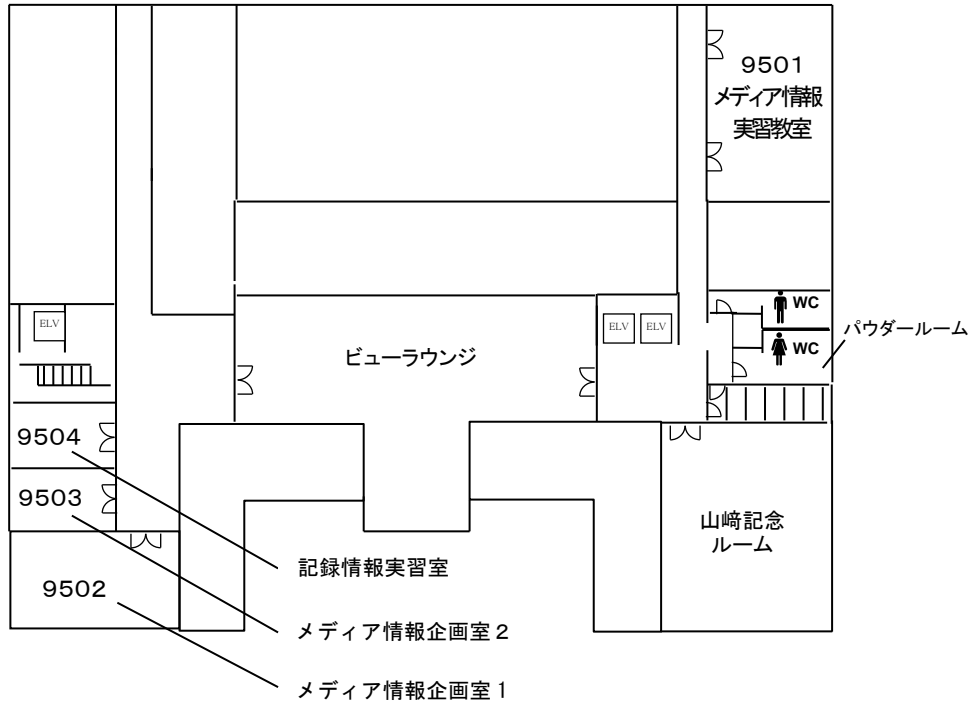 9501
メディア情報
実習教室
WC
WC
パウダールーム
ELV
ELV
ELV
ビューラウンジ
9504
9503
9502
山﨑記念
ルーム
記録情報実習室
メディア情報企画室２
メディア情報企画室１